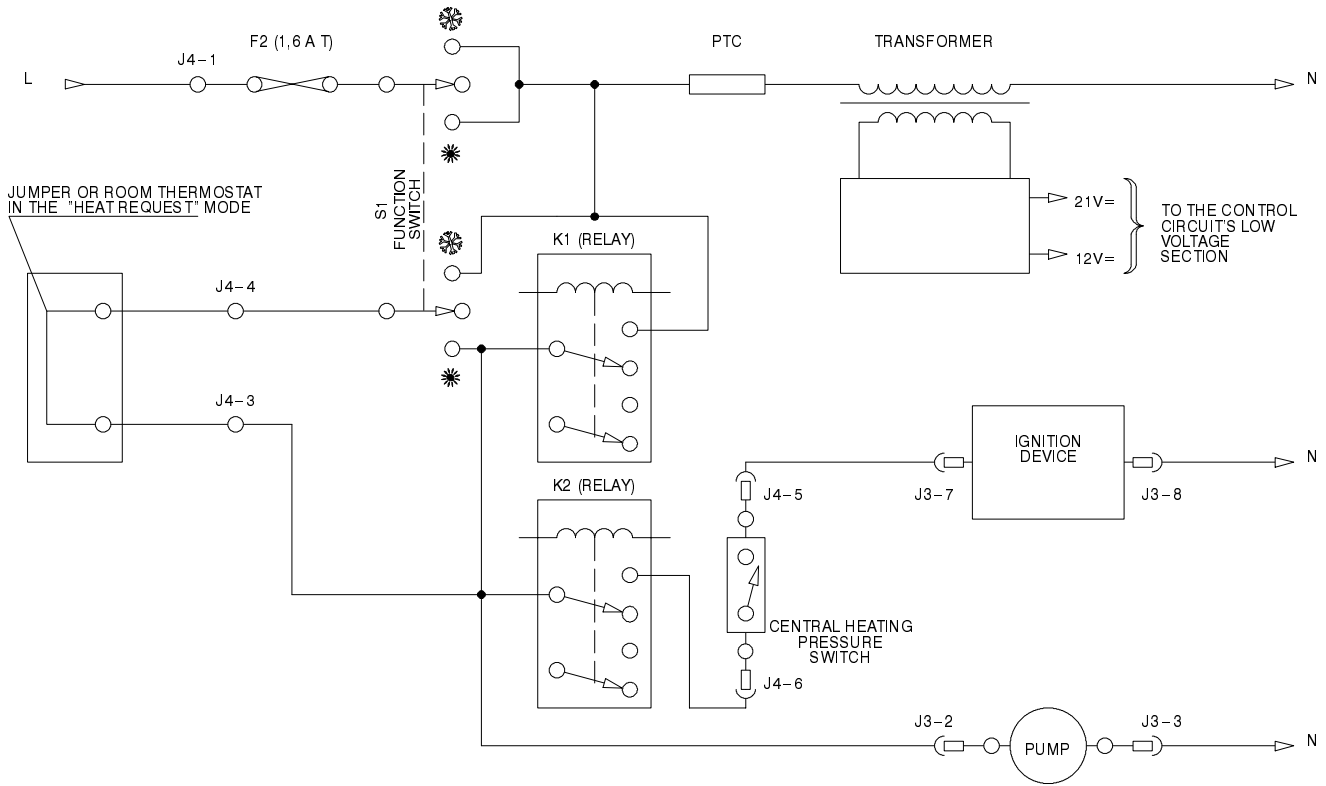 F2 (1,6 A T)
PTC
TRANSFORMER
J4-1
L
N
JUMPER OR ROOM THERMOSTAT
IN THE "HEAT REQUEST" MODE
S1
FUNCTION
SWITCH
21V=
12V=
TO THE CONTROL
CIRCUIT'S LOW
VOLTAGE
SECTION
K1 (RELAY)
J4-4
J4-3
IGNITION
DEVICE
N
K2 (RELAY)
J4-5
J3-7
J3-8
CENTRAL HEATING
PRESSURE
SWITCH
J4-6
J3-2
J3-3
PUMP
N